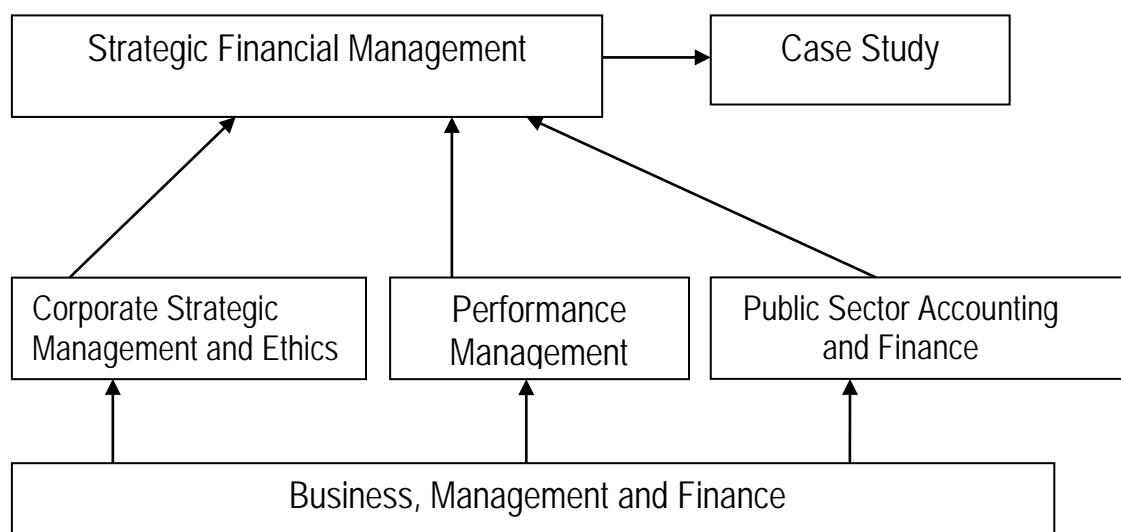 Strategic Financial Management
Case Study
Corporate Strategic
Management and Ethics
Performance
Management
Public Sector Accounting
and Finance
Business, Management and Finance